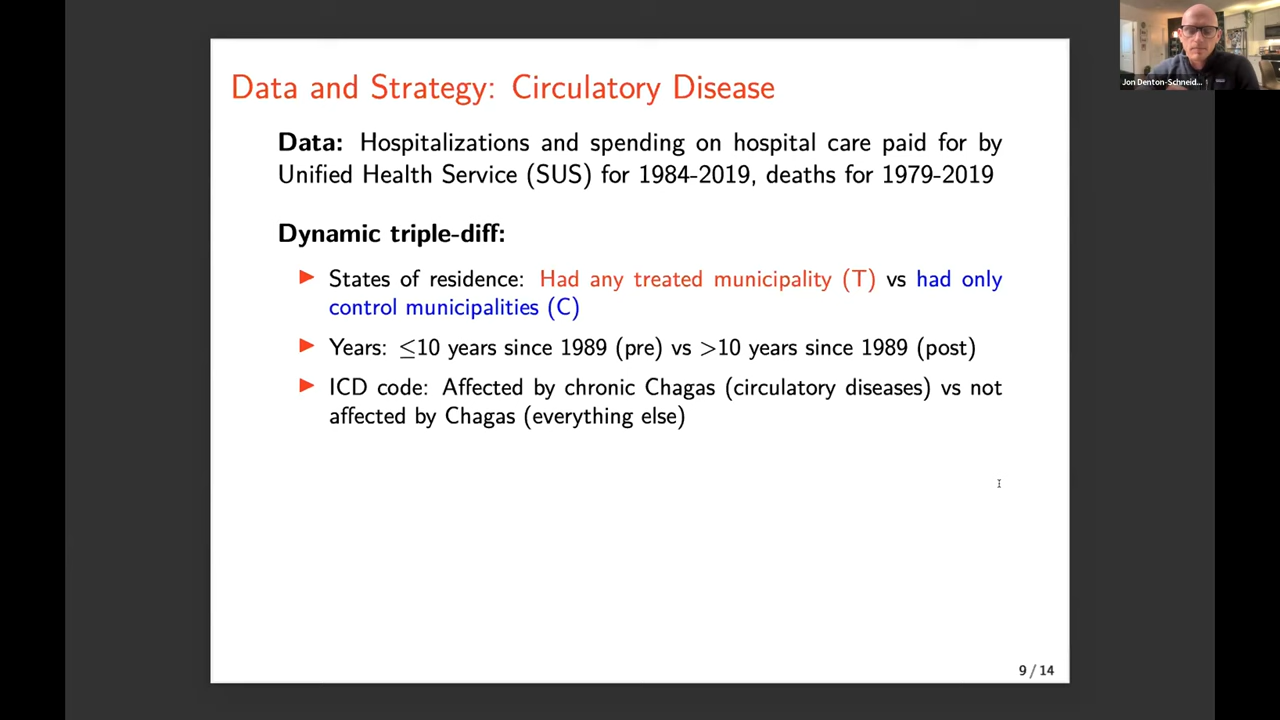 Data and Strategy: Circulatory Disease
Data: Hospitalizations and spending on hospital care paid for by
Unified Health Service (SUS) for 1984-2019, deaths for 1979-2019
Dynamic triple-diff:
States of residence: Had any treated municipality (T) vs had only
control municipalities (C)
Years: ≤10 years since 1989 (pre) vs >10 years since 1989 (post)
ICD code: Affected by chronic Chagas (circulatory diseases) vs not
affected by Chagas (everything else)
9 / 14
Jon Denton-Schneid...